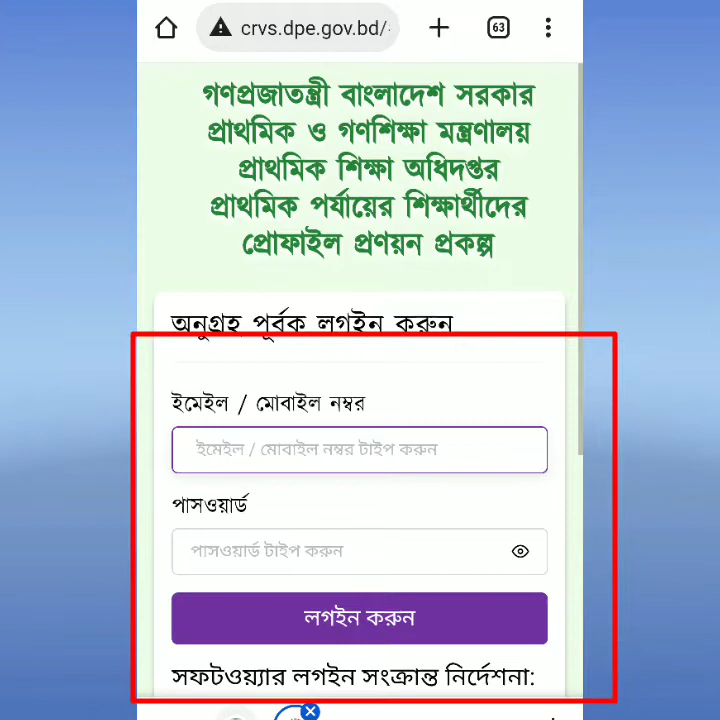 crvs.dpe.gov.bd/
63
গণপ্রজাতন্ত্রী বাংলাদেশ সরকার
প্রাথমিক ও গণশিক্ষা মন্ত্রণালয়
প্রাথমিক শিক্ষা অধিদপ্তর
প্রাথমিক পর্যায়ের শিক্ষার্থীদের
প্রোফাইল প্রণয়ন প্রকল্প
অনুগ্রহ পূর্বক লগইন করুন
ইমেইল / মোবাইল নম্বর
ইমেইল / মোবাইল নম্বর টাইপ করুন
পাসওয়ার্ড
পাসওয়ার্ড টাইপ করুন
লগইন করুন
সফটওয়্যার লগইন সংক্রান্ত নির্দেশনা: